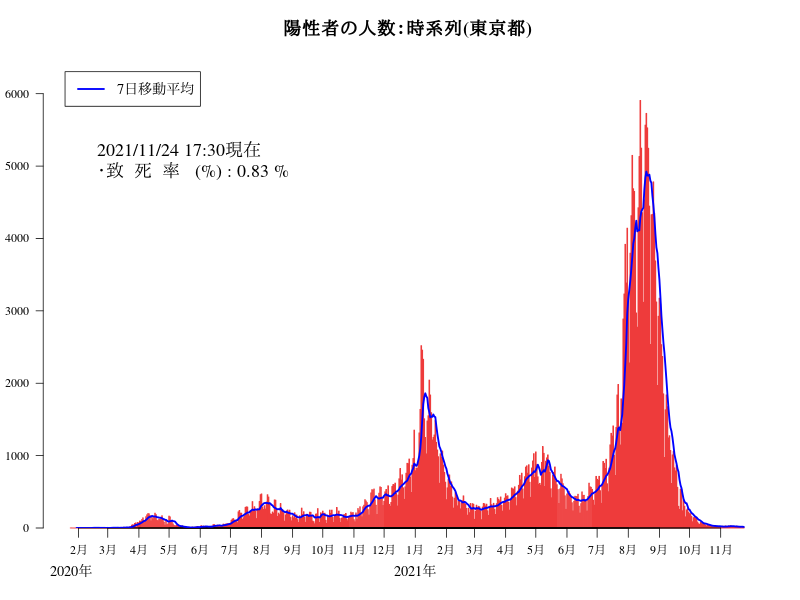 陽性者の人数：時系列(東京都)
7日移動平均
2021/11/24 17:30現在
・致 死 率 (%) : 0.83 %
6000
5000
4000
3000
2000
1000
0
2月 3月 4月 5月 6月 7月 8月 9月 10月 11月 12月 1月 2月 3月 4月 5月 6月 7月 8月 9月 10月 11月
2020年 2021年